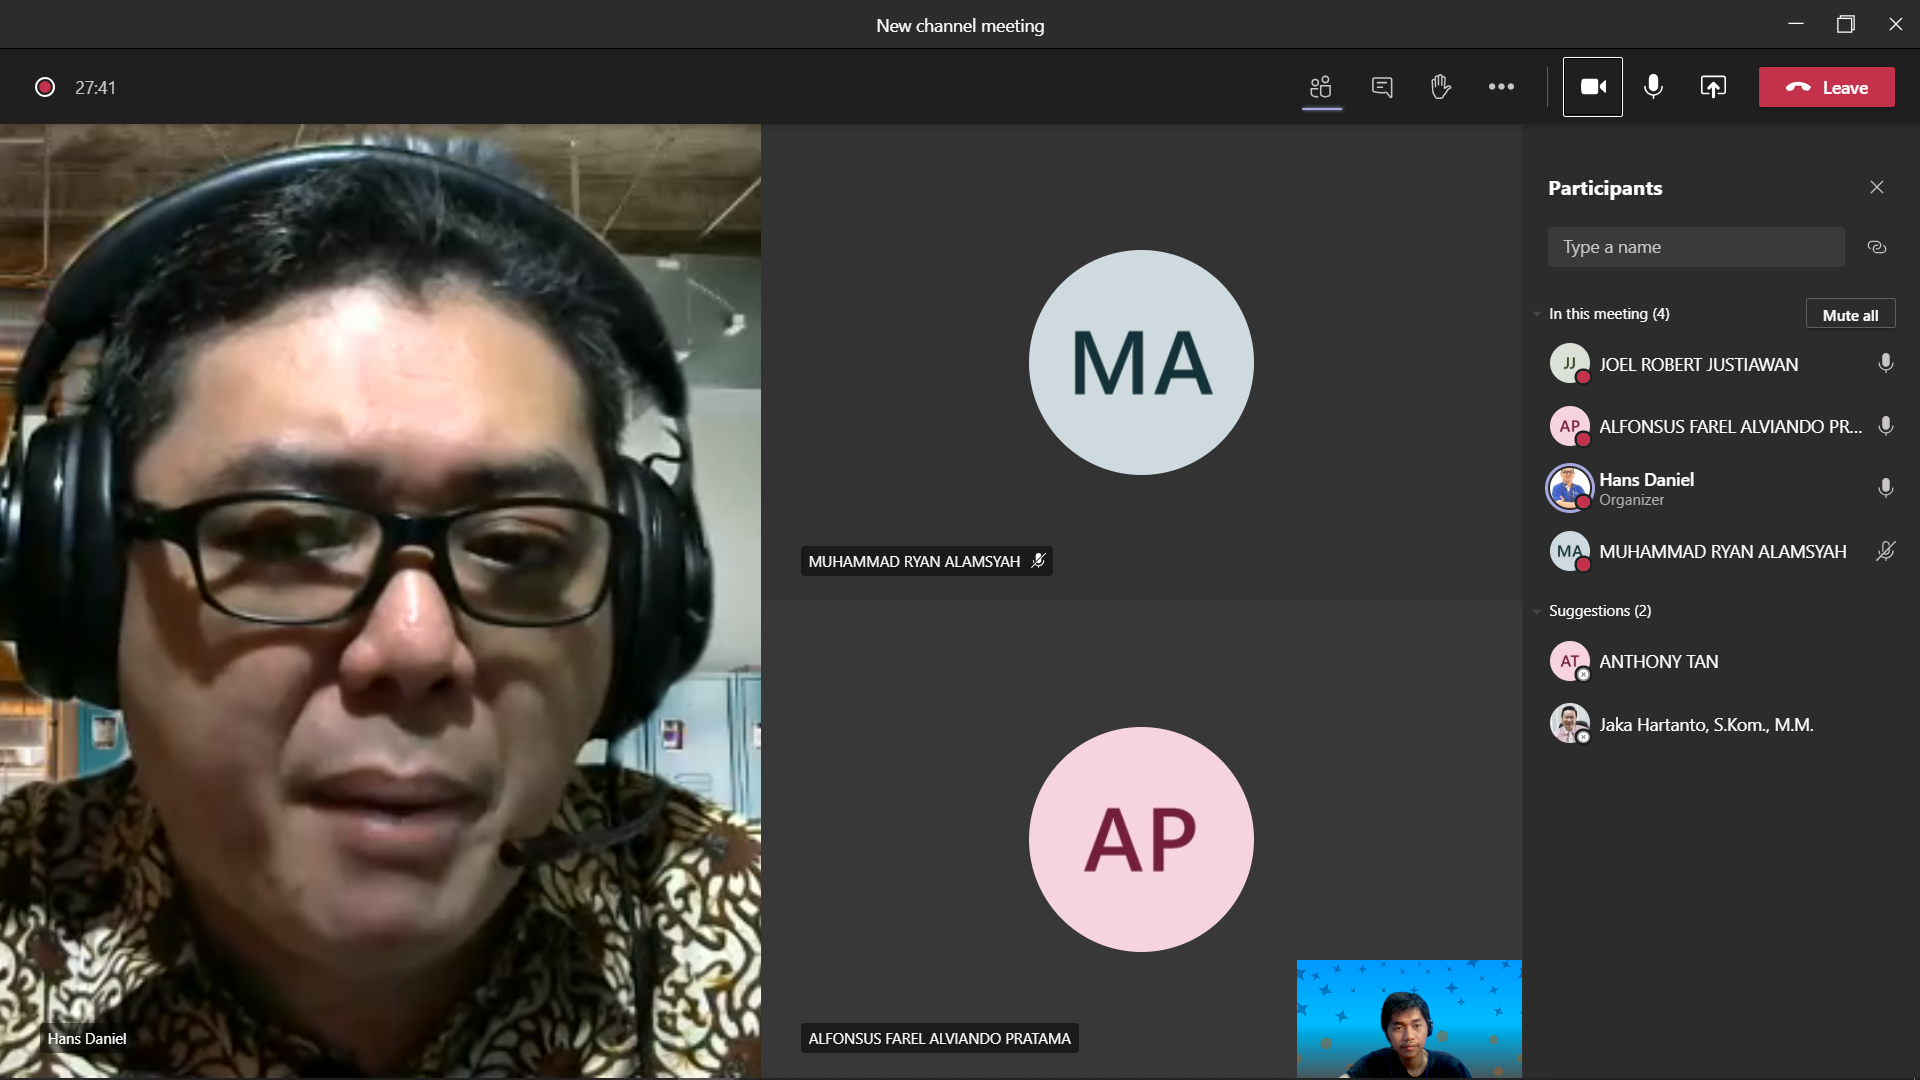 New channel meeting
27:41
Leave
MA
MUHAMMAD RYAN ALAMSYAH
AP
ALFONSUS FAREL ALVIANDO PRATAMA
Hans Daniel
Participants
Type a name
In this meeting (4)
Mute all
JJ
JOEL ROBERT JUSTIAWAN
AP
ALFONSUS FAREL ALVIANDO PR...
Hans Daniel
Organizer
MA
MUHAMMAD RYAN ALAMSYAH
Suggestions (2)
AT
ANTHONY TAN
Jaka Hartanto, S.Kom., M.M.